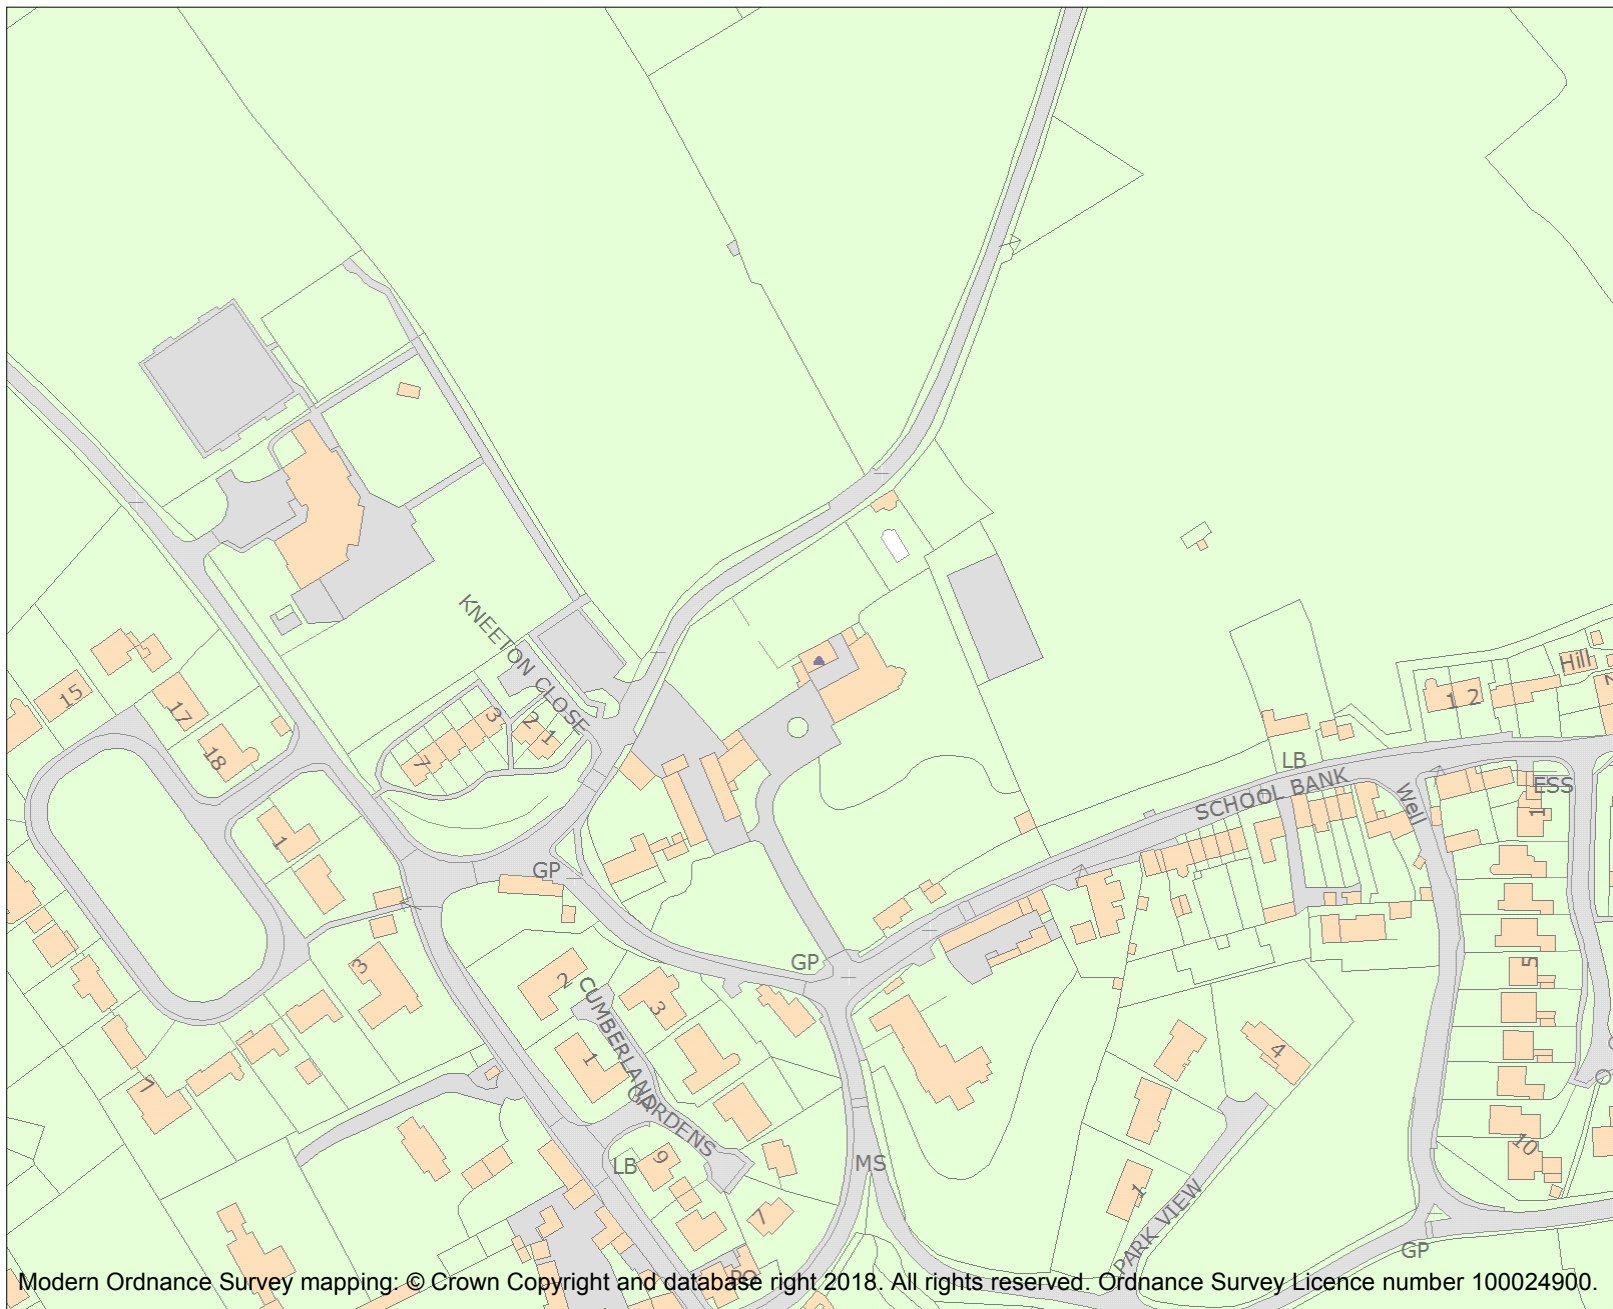 Hill
15
17
1 2
3
2
1
KNEETON CLOSE
18
7
LB
SCHOOL BANK
Well
ESS
1
1
GP
3
GP
5
2
CUMBERLAND
GARDENS
3
4
1
7
10
LB
9
MS
1
7
PARK VIEW
GP
PO
Modern Ordnance Survey mapping: © Crown Copyright and database right 2018. All rights reserved. Ordnance Survey Licence number 100024900.